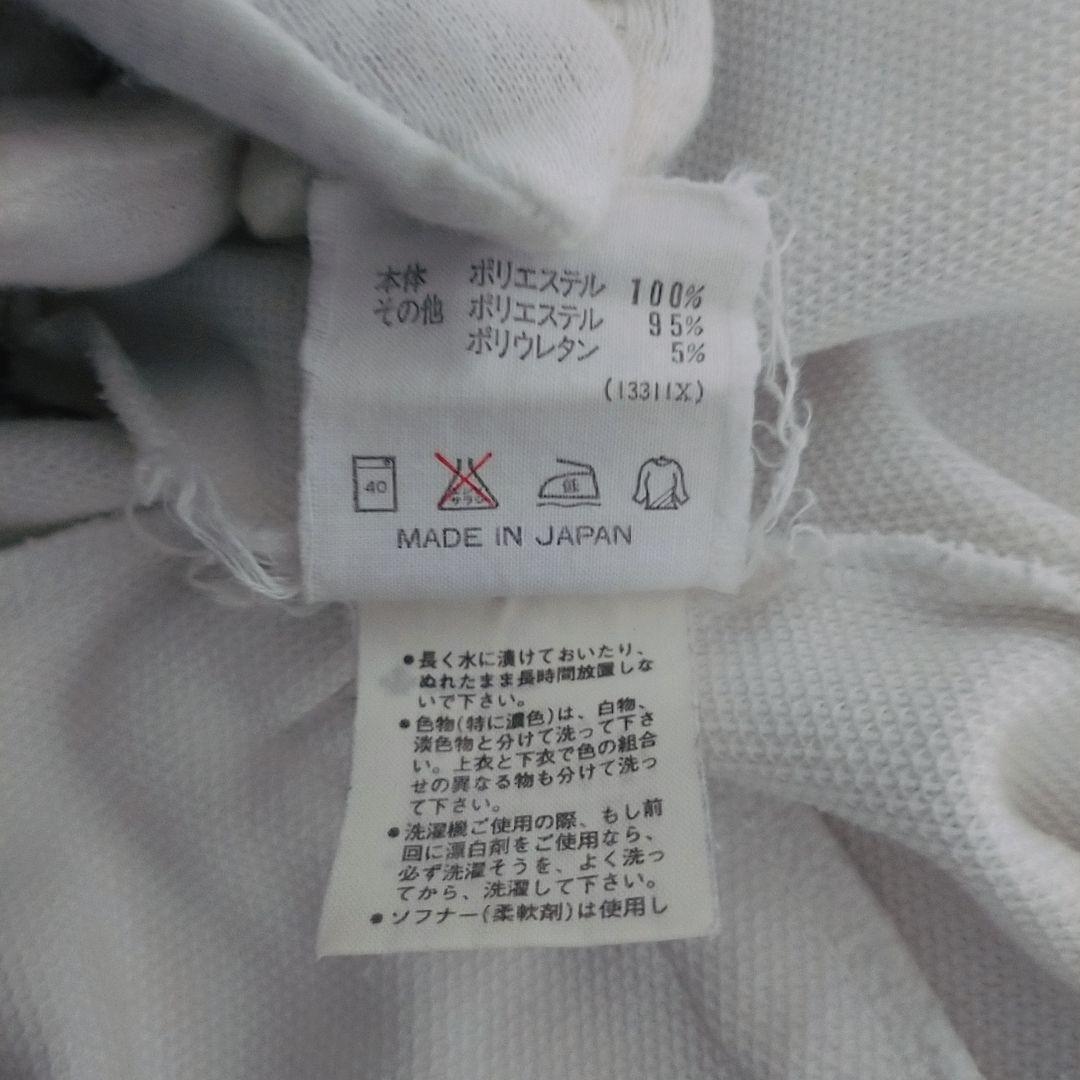 本体 ポリエステル 100%
その他 ポリエステル 95%
ポリウレタン 5%
(13311X)
40
サラシ
低
MADE IN JAPAN
●長く水に漬けておいたり、
ぬれたまま長時間放置しな
いで下さい。
●色物(特に濃色)は、白物、
淡色物と分けて洗って下さ
い。上衣と下衣で色の組合
せの異なる物も分けて洗っ
て下さい。
●洗濯機ご使用の際、もし前
回に漂白剤をご使用なら、
必ず洗濯そうを、よく洗っ
てから、洗濯して下さい。
●ソフナー(柔軟剤)は使用し